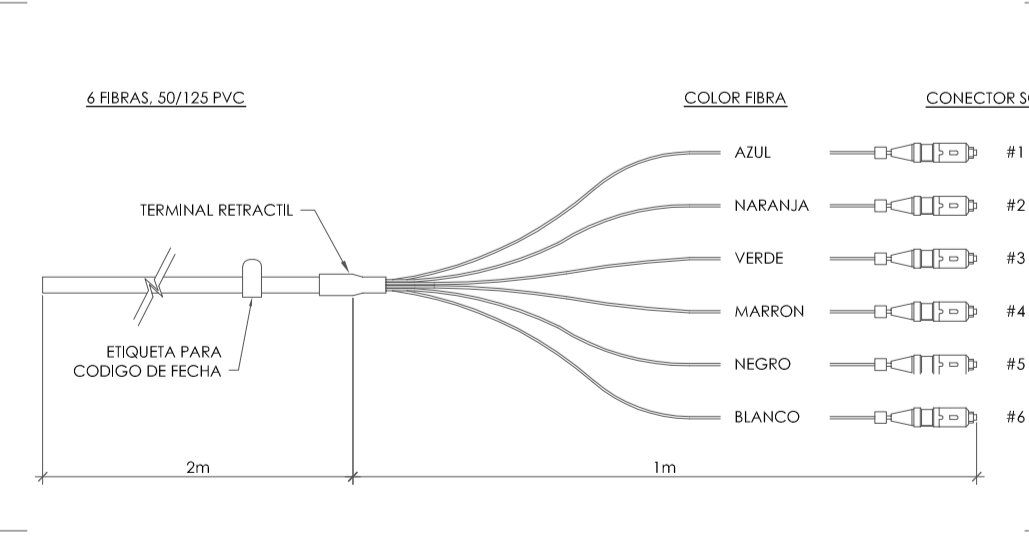 6 FIBRAS, 50/125 PVC
COLOR FIBRA
CONECTOR
AZUL
#1
NARANJA
#2
TERMINAL RETRACTIL
VERDE
#3
MARRON
#4
ETIQUETA PARA
CODIGO DE FECHA
NEGRO
#5
BLANCO
#6
2m
1m